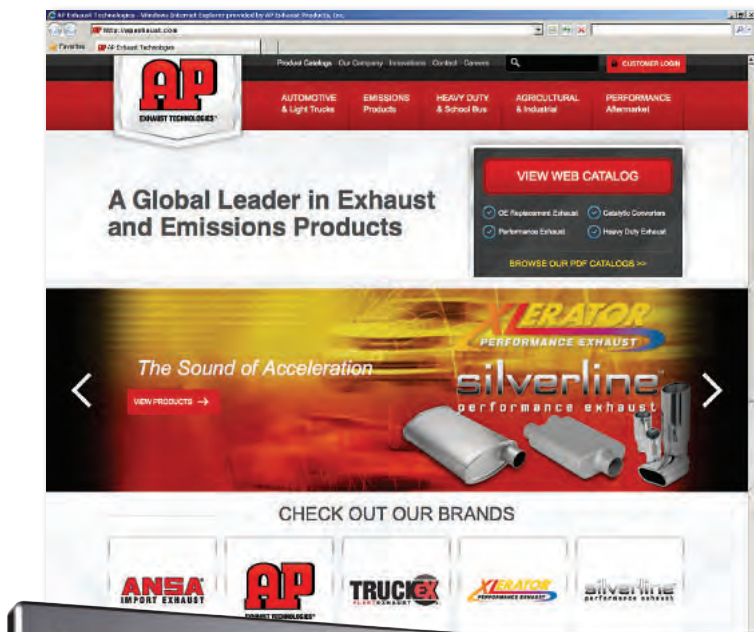 AP Exhaust Technologies - Windows Internet Explorer provided by AP Exhaust Products, Inc.
http://apexhaust.com
Favorites AP Exhaust Technologies
Product Catalogs Our Company Innovations Contact Careers CUSTOMER LOGIN
AP
EXHAUST TECHNOLOGIES
AUTOMOTIVE
& Light Trucks
EMISSIONS
Products
HEAVY DUTY
& School Bus
AGRICULTURAL
& Industrial
PERFORMANCE
Aftermarket
A Global Leader in Exhaust
and Emissions Products
VIEW WEB CATALOG
OE Replacement Exhaust Catalytic Converters
Performance Exhaust Heavy Duty Exhaust
BROWSE OUR PDF CATALOGS >>
XLERATOR
PERFORMANCE EXHAUST
The Sound of Acceleration
VIEW PRODUCTS →
silverline™
performance exhaust
CHECK OUT OUR BRANDS
ANSA
IMPORT EXHAUST
AP
EXHAUST TECHNOLOGIES
TRUCKEX
FLEET EXHAUST
XLERATOR
PERFORMANCE EXHAUST
silverline
performance exhaust